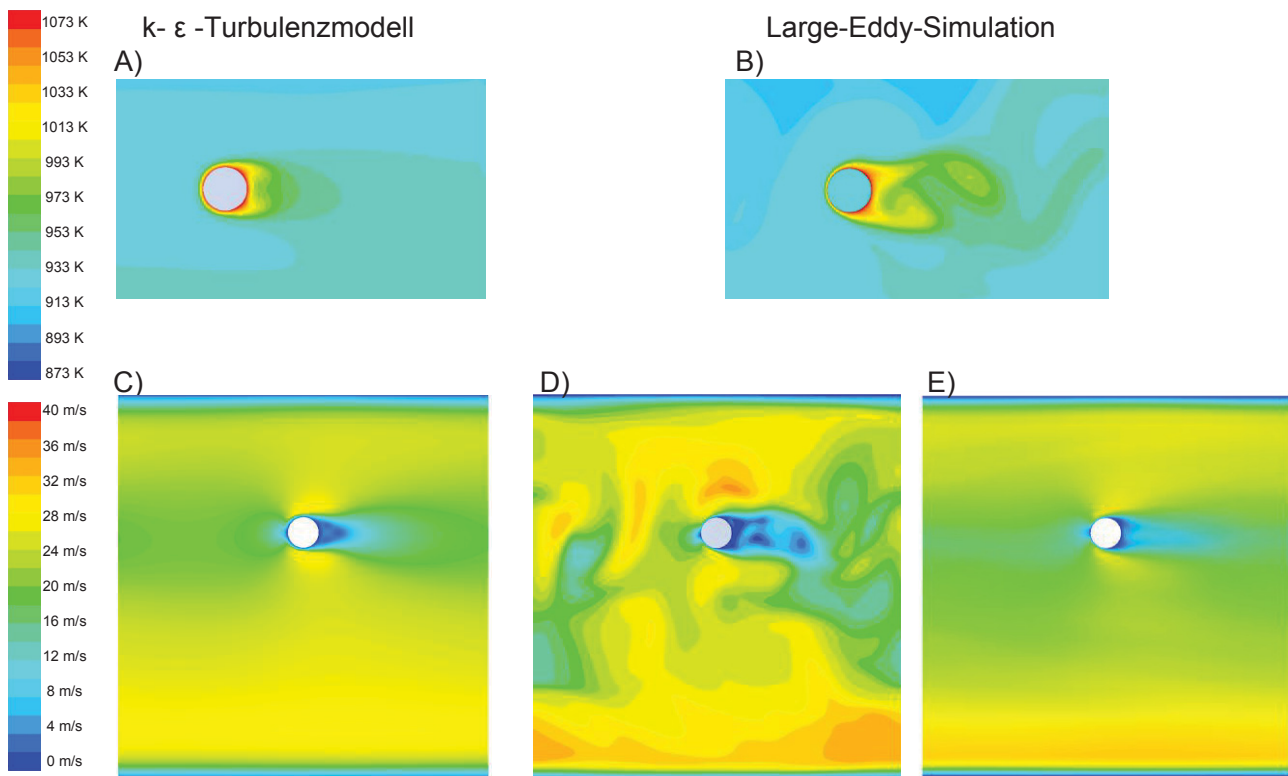 k- ε -Turbulenzmodell
Large-Eddy-Simulation
1073 K
1053 K
1033 K
1013 K
993 K
973 K
953 K
933 K
913 K
893 K
873 K
A)
B)
40 m/s
36 m/s
32 m/s
28 m/s
24 m/s
20 m/s
16 m/s
12 m/s
8 m/s
4 m/s
0 m/s
C)
D)
E)